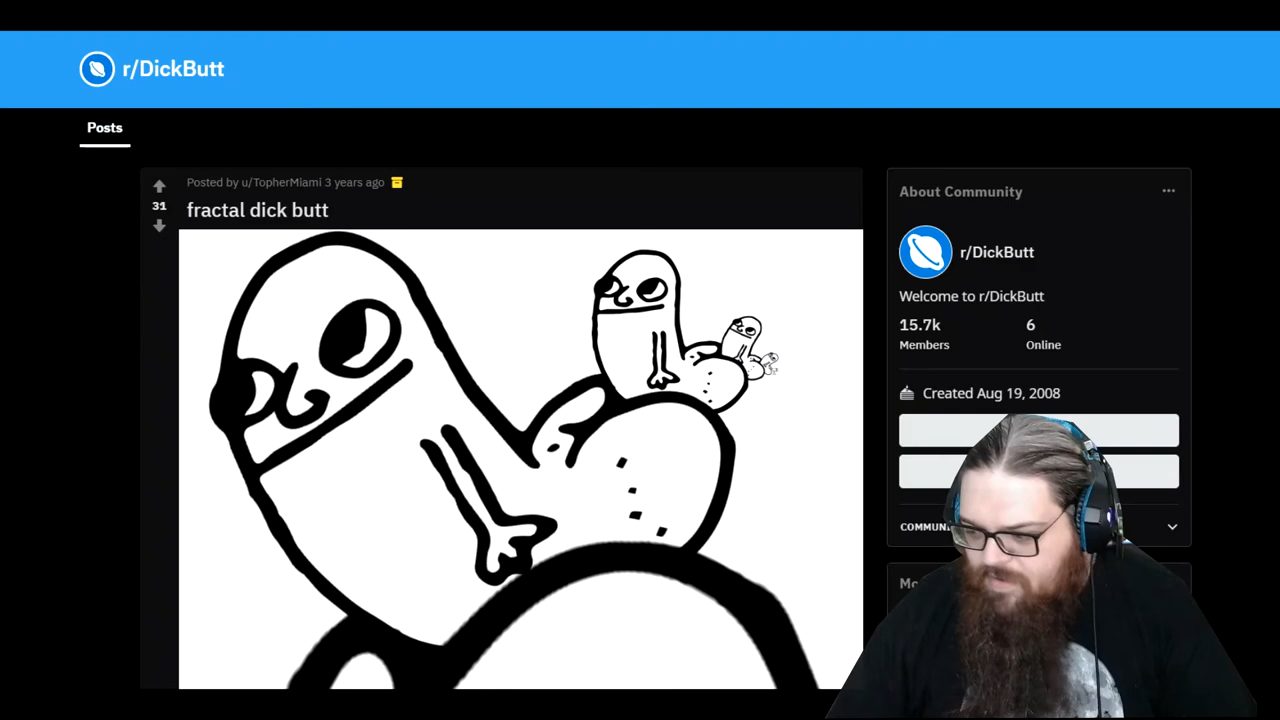 r/DickButt
Posts
Posted by u/TopherMiami 3 years ago
31
fractal dick butt
About Community
r/DickButt
Welcome to r/DickButt
15.7k
6
Members
Online
Created Aug 19, 2008